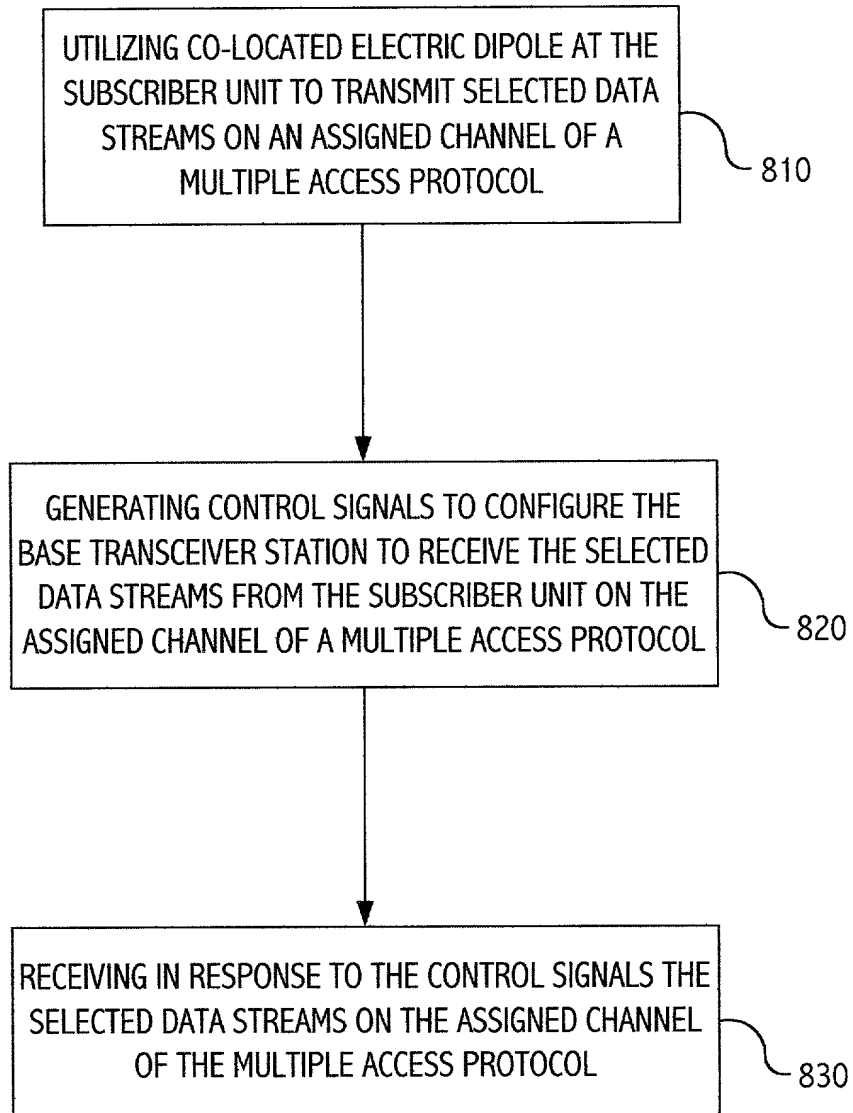 UTILIZING CO-LOCATED ELECTRIC DIPOLE AT THE
SUBSCRIBER UNIT TO TRANSMIT SELECTED DATA
STREAMS ON AN ASSIGNED CHANNEL OF A
MULTIPLE ACCESS PROTOCOL
810
GENERATING CONTROL SIGNALS TO CONFIGURE THE
BASE TRANSCEIVER STATION TO RECEIVE THE SELECTED
DATA STREAMS FROM THE SUBSCRIBER UNIT ON THE
ASSIGNED CHANNEL OF A MULTIPLE ACCESS PROTOCOL
820
RECEIVING IN RESPONSE TO THE CONTROL SIGNALS THE
SELECTED DATA STREAMS ON THE ASSIGNED CHANNEL
OF THE MULTIPLE ACCESS PROTOCOL
830